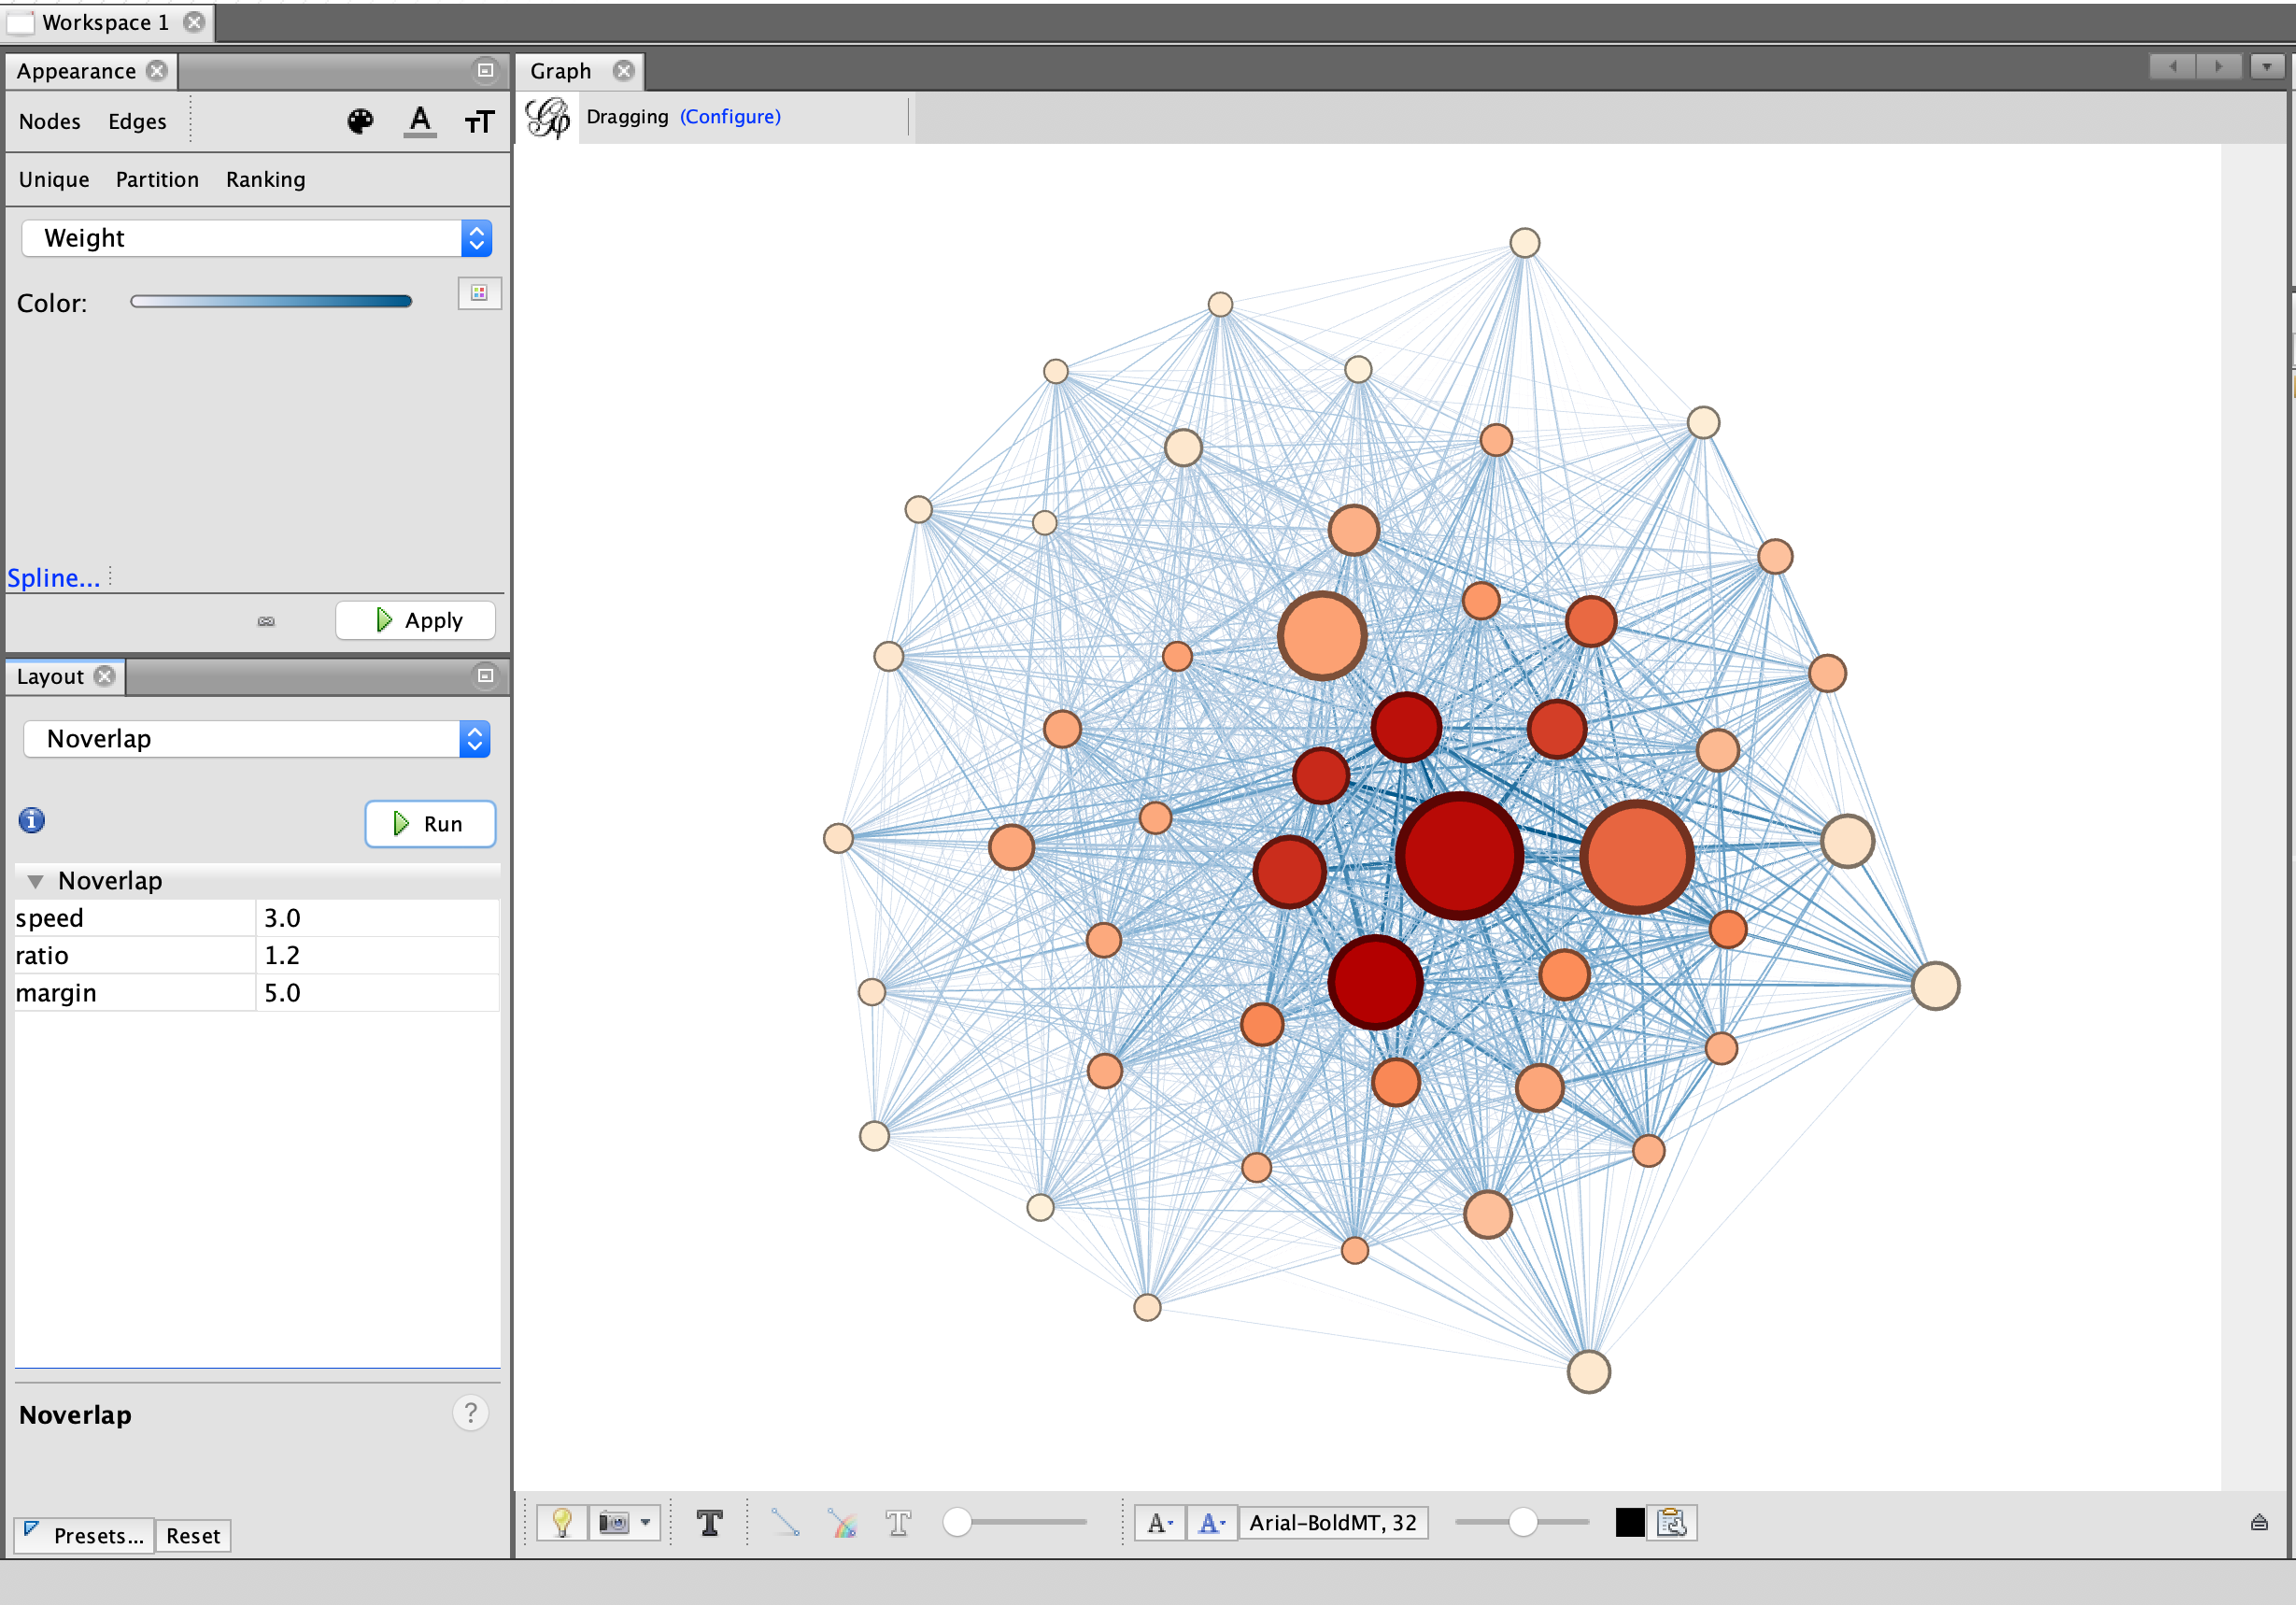 Workspace 1
Appearance
Nodes Edges A TT
Unique Partition Ranking
Weight
Color:
Spline...
Apply
Layout
Noverlap
Run
Noverlap
speed 3.0
ratio 1.2
margin 5.0
Noverlap
?
Presets... Reset
Graph
Dragging (Configure)
T T A A Arial-BoldMT, 32